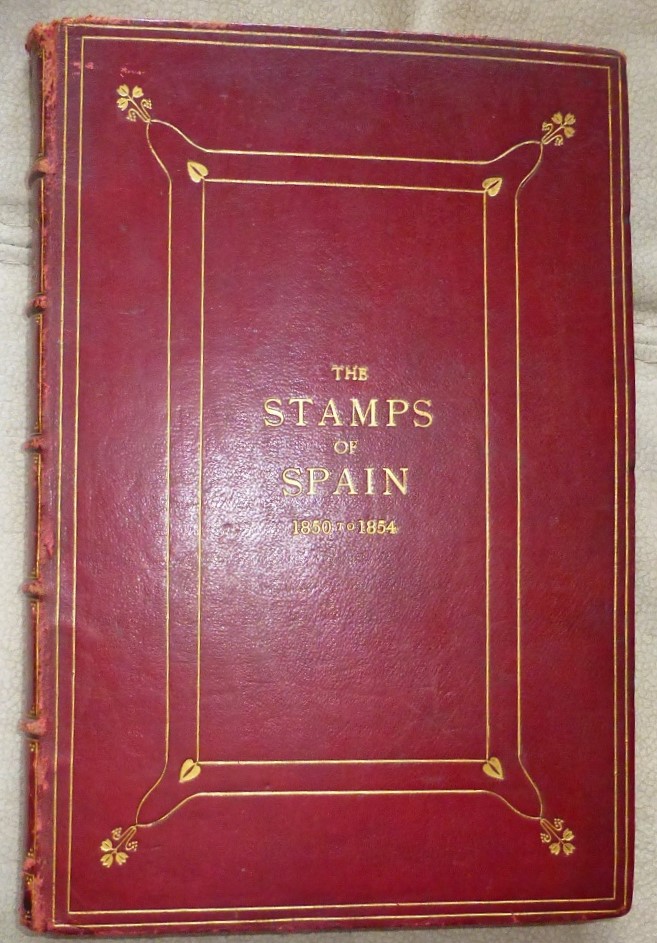 THE
STAMPS
OF
SPAIN
1850 TO 1854